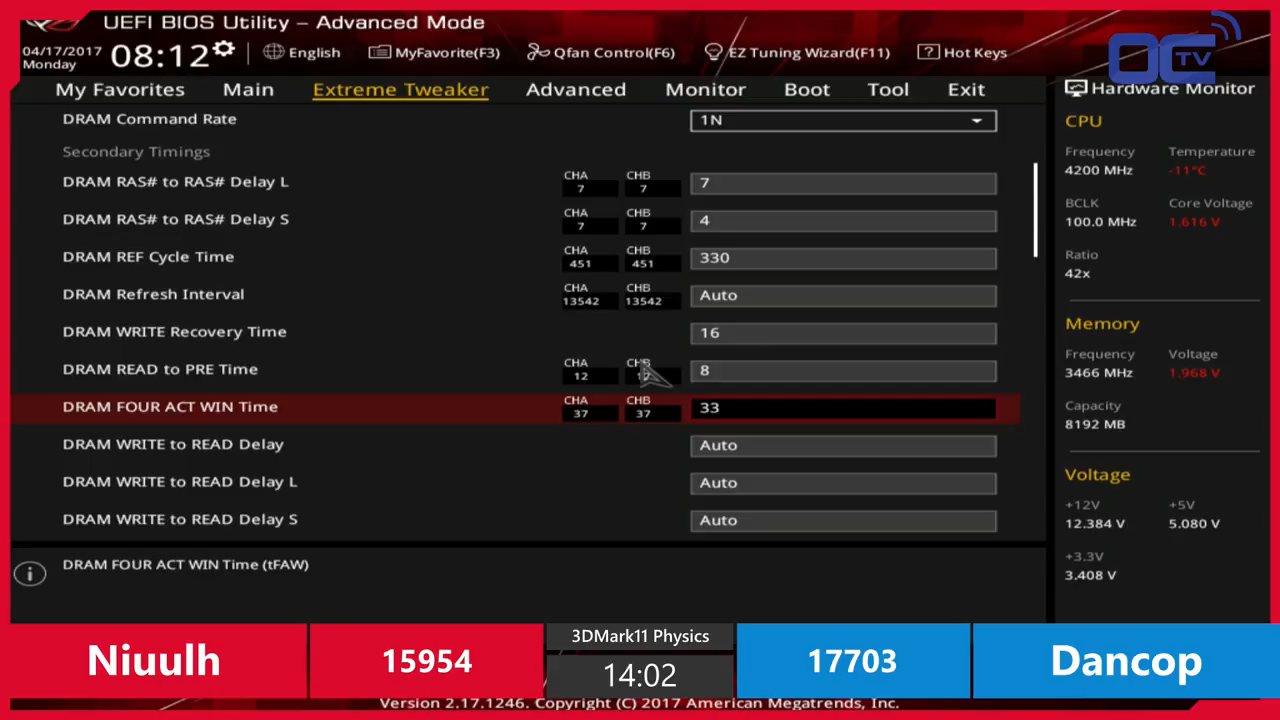 UEFI BIOS Utility – Advanced Mode
04/17/2017
Monday
08:12
English
MyFavorite(F3)
Qfan Control(F6)
EZ Tuning Wizard(F11)
? Hot Keys
OC TV
My Favorites
Main
Extreme Tweaker
Advanced
Monitor
Boot
Tool
Exit
DRAM Command Rate
1N
Secondary Timings
DRAM RAS# to RAS# Delay L
CHA 7
CHB 7
7
DRAM RAS# to RAS# Delay S
CHA 7
CHB 7
4
DRAM REF Cycle Time
CHA 451
CHB 451
330
DRAM Refresh Interval
CHA 13542
CHB 13542
Auto
DRAM WRITE Recovery Time
16
DRAM READ to PRE Time
CHA 12
CHB
8
DRAM FOUR ACT WIN Time
CHA 37
CHB 37
33
DRAM WRITE to READ Delay
Auto
DRAM WRITE to READ Delay L
Auto
DRAM WRITE to READ Delay S
Auto
DRAM FOUR ACT WIN Time (tFAW)
Hardware Monitor
CPU
Frequency
Temperature
4200 MHz
-11°C
BCLK
Core Voltage
100.0 MHz
1.616 V
Ratio
42x
Memory
Frequency
Voltage
3466 MHz
1.968 V
Capacity
8192 MB
Voltage
+12V
+5V
12.384 V
5.080 V
+3.3V
3.408 V
Niuulh
15954
3DMark11 Physics
14:02
17703
Dancop
Version 2.17.1246. Copyright (C) 2017 American Megatrends, Inc.